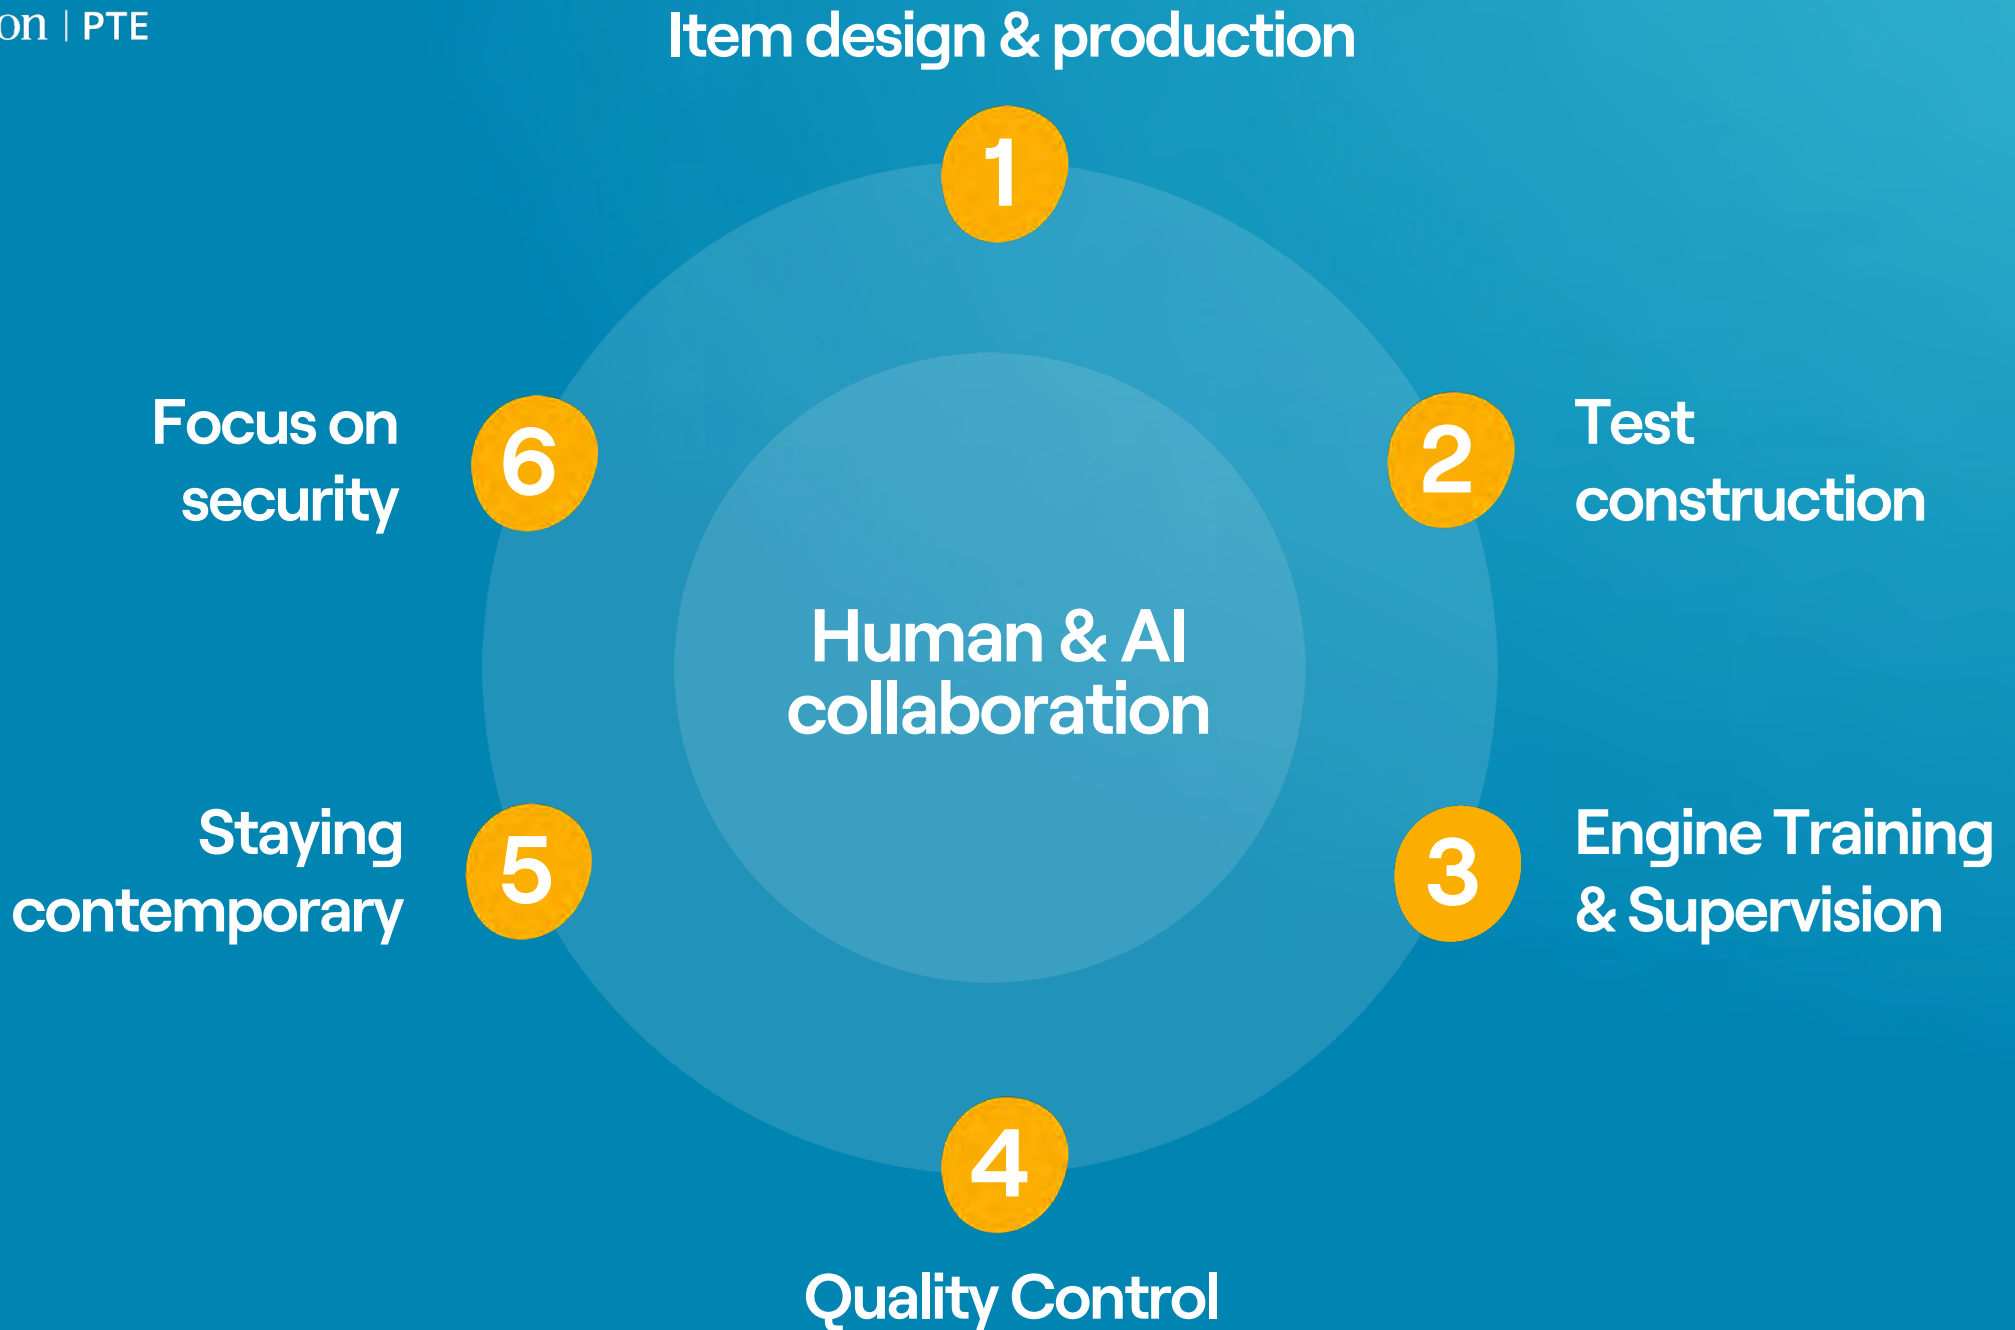 on | PTE
Item design & production
1
2
Test
construction
3
Engine Training
& Supervision
4
Quality Control
5
Staying
contemporary
6
Focus on
security
Human & AI
collaboration